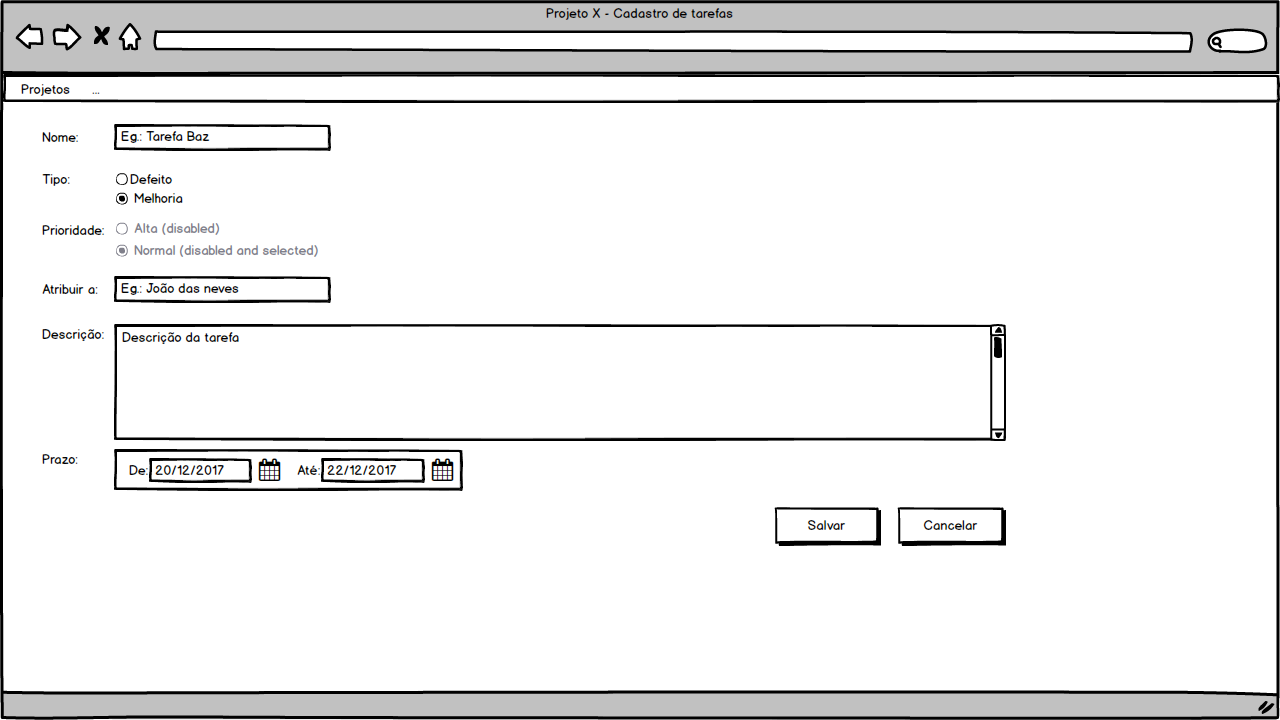 Projeto X - Cadastro de tarefas
Projetos ...
Nome: Eg.: Tarefa Baz
Tipo: Defeito
Melhoria
Prioridade: Alta (disabled)
Normal (disabled and selected)
Atribuir a: Eg.: João das neves
Descrição: Descrição da tarefa
Prazo: De: 20/12/2017 Até: 22/12/2017
Salvar Cancelar